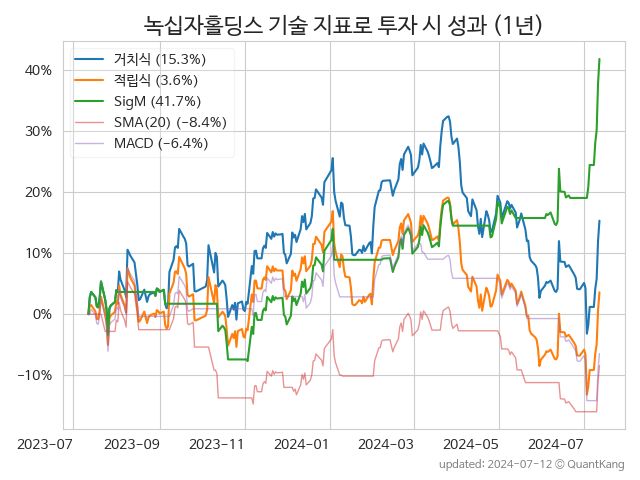 녹십자홀딩스 기술 지표로 투자 시 성과 (1년)
거치식 (15.3%)
적립식 (3.6%)
SigM (41.7%)
SMA(20) (−8.4%)
MACD (−6.4%)
40%
30%
20%
10%
0%
−10%
2023-07 2023-09 2023-11 2024-01 2024-03 2024-05 2024-07
updated: 2024-07-12 © QuantKang